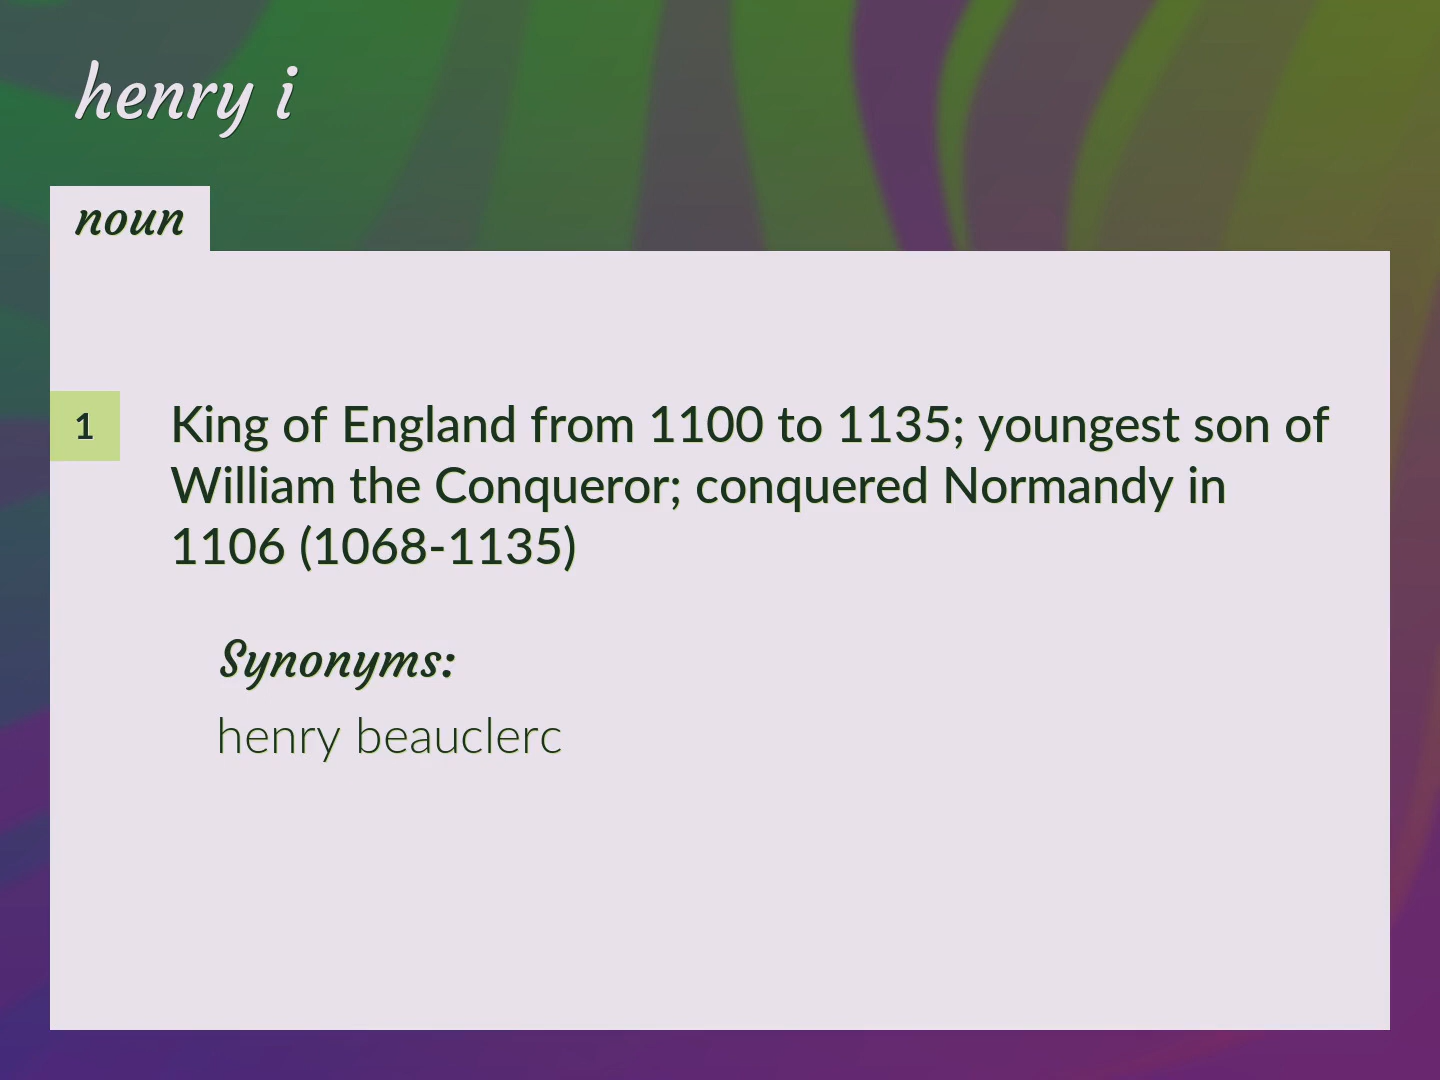 henry i
noun
1
King of England from 1100 to 1135; youngest son of
William the Conqueror; conquered Normandy in
1106 (1068-1135)
Synonyms:
henry beauclerc